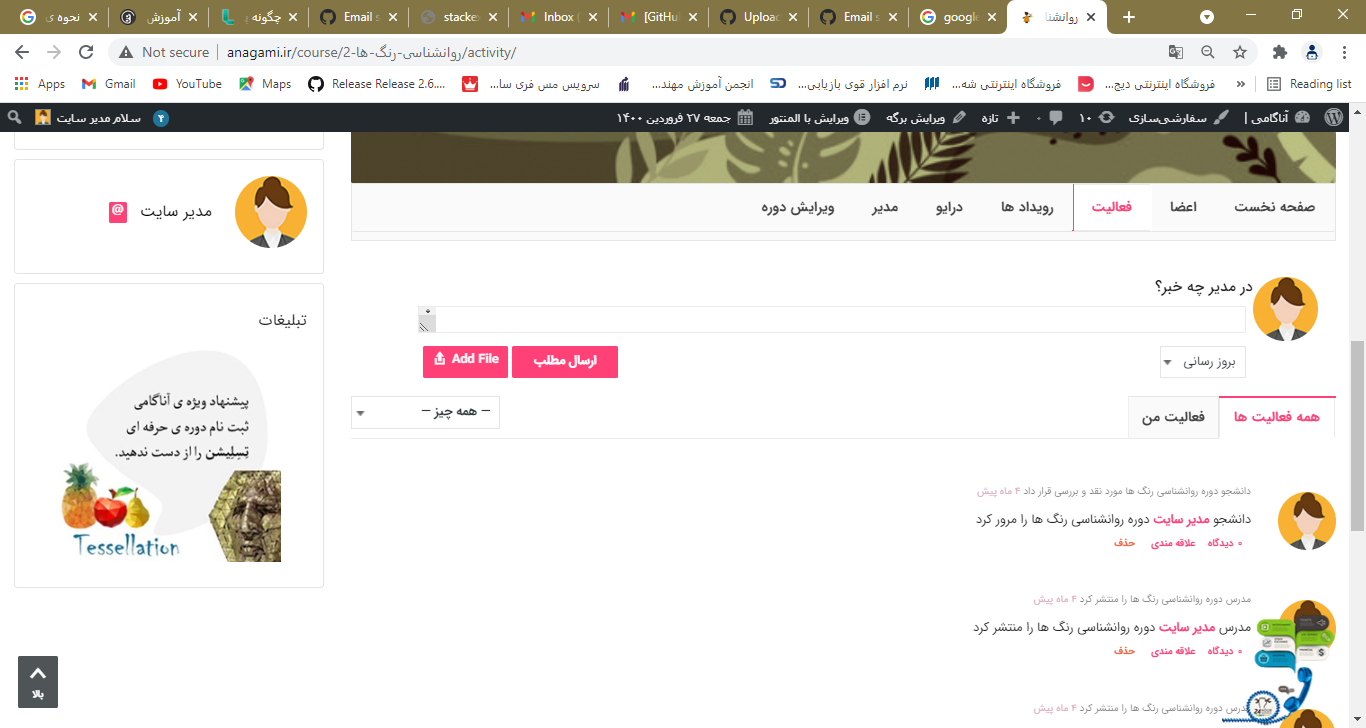 نحوه ی
آموزش
چگونه
Email s
stacke
Inbox (
[GitHu
Upload
Email s
google
روانشنا
Not secure
anagami.ir/course/2-روانشناسی-رنگ-ها/activity/
Apps
Gmail
YouTube
Maps
Release Release 2.6....
سرویس مس فری سا...
انجمن آموزش مهند...
نرم افزار قوی بازیابی...
فروشگاه اینترنتی شه...
فروشگاه اینترنتی دیج...
»
Reading list
آناگامی |
سفارشی‌سازی
۱۰
۰
تازه
ویرایش برگه
ویرایش با المنتور
جمعه ۲۷ فروردین ۱۴۰۰
۴
سلام مدیر سایت
صفحه نخست
اعضا
فعالیت
رویداد ها
درایو
مدیر
ویرایش دوره
مدیر سایت
@
در مدیر چه خبر؟
بروز رسانی
ارسال مطلب
Add File
همه فعالیت ها
فعالیت من
— همه چیز —
دانشجو دوره روانشناسی رنگ ها مورد نقد و بررسی قرار داد ۴ ماه پیش
دانشجو مدیر سایت دوره روانشناسی رنگ ها را مرور کرد
۰ دیدگاه
علاقه مندی
حذف
مدرس دوره روانشناسی رنگ ها را منتشر کرد ۴ ماه پیش
مدرس مدیر سایت دوره روانشناسی رنگ ها را منتشر کرد
۰ دیدگاه
علاقه مندی
حذف
مدرس دوره روانشناسی رنگ ها را منتشر کرد ۴ ماه پیش
تبلیغات
پیشنهاد ویژه ی آناگامی
ثبت نام دوره ی حرفه ای
تِسِلِیشن را از دست ندهید.
Tessellation
بالا
24